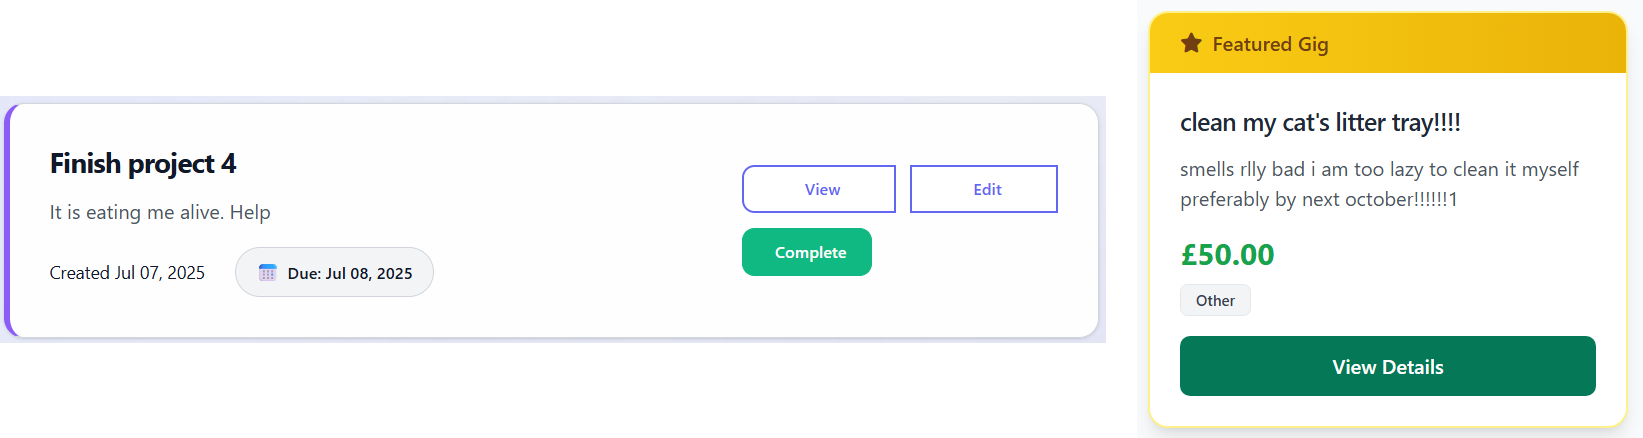 Finish project 4
It is eating me alive. Help
Created Jul 07, 2025
Due: Jul 08, 2025
View
Edit
Complete
Featured Gig
clean my cat's litter tray!!!!
smells rlly bad i am too lazy to clean it myself
preferably by next october!!!!!!1
£50.00
Other
View Details